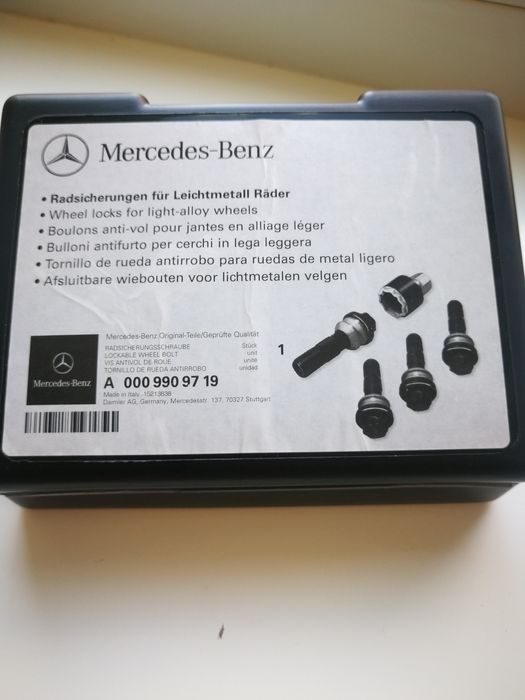 Mercedes-Benz
• Radsicherungen für Leichtmetall Räder
• Wheel locks for light-alloy wheels
• Boulons anti-vol pour jantes en alliage léger
• Bulloni antifurto per cerchi in lega leggera
• Tornillo de rueda antirrobo para ruedas de metal ligero
• Afsluitbare wiebouten voor lichtmetalen velgen
Mercedes-Benz Original-Teile/Geprüfte Qualität
RADSICHERUNGSSCHRAUBE Stück
LOCKABLE WHEEL BOLT unit
VIS ANTIVOL DE ROUE unité
TORNILLO DE RUEDA ANTIRROBO unidad
1
Mercedes-Benz
A 000 990 97 19
Made in Italy 15213638
Daimler AG, Germany, Mercedesstr. 137, 70327 Stuttgart